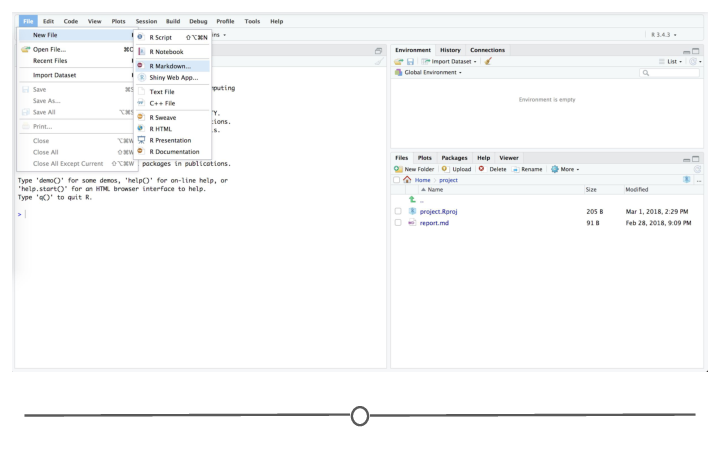 File Edit Code View Plots Session Build Debug Profile Tools Help
New File
R Script ⇧⌥⌘N
ins
R 3.4.3
Open File...
R Notebook
Recent Files
R Markdown...
Import Dataset
Shiny Web App...
Save
Text File
puting
Save As...
C++ File
Save All
R Sweave
TY.
tions.
Print...
R HTML
ls.
Close ⌥⌘W
R Presentation
Close All ⇧⌘W
R Documentation
Close All Except Current ⇧⌥⌘W
packages in publications.
Type 'demo()' for some demos, 'help()' for on-line help, or
'help.start()' for an HTML browser interface to help.
Type 'q()' to quit R.
>
Environment History Connections
Import Dataset
List
Global Environment
Environment is empty
Files Plots Packages Help Viewer
New Folder Upload Delete Rename More
Home project
...
Name Size Modified
..
project.Rproj 205 B Mar 1, 2018, 2:29 PM
report.md 91 B Feb 28, 2018, 9:09 PM